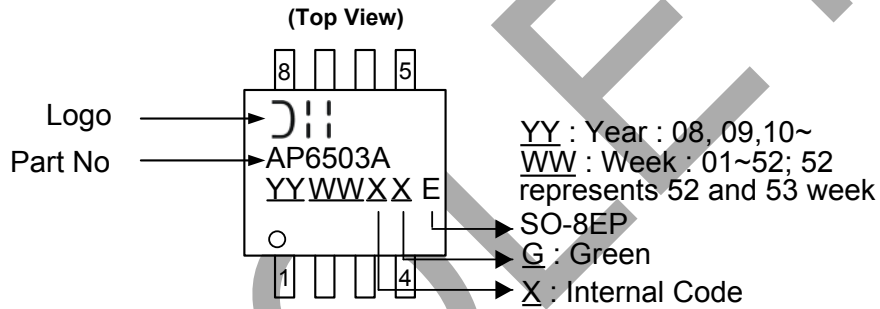 (Top View)
8 5
Logo
Part No
AP6503A
YY WW X X E
1 4
YY : Year : 08, 09,10~
WW : Week : 01~52; 52
represents 52 and 53 week
SO-8EP
G : Green
X : Internal Code